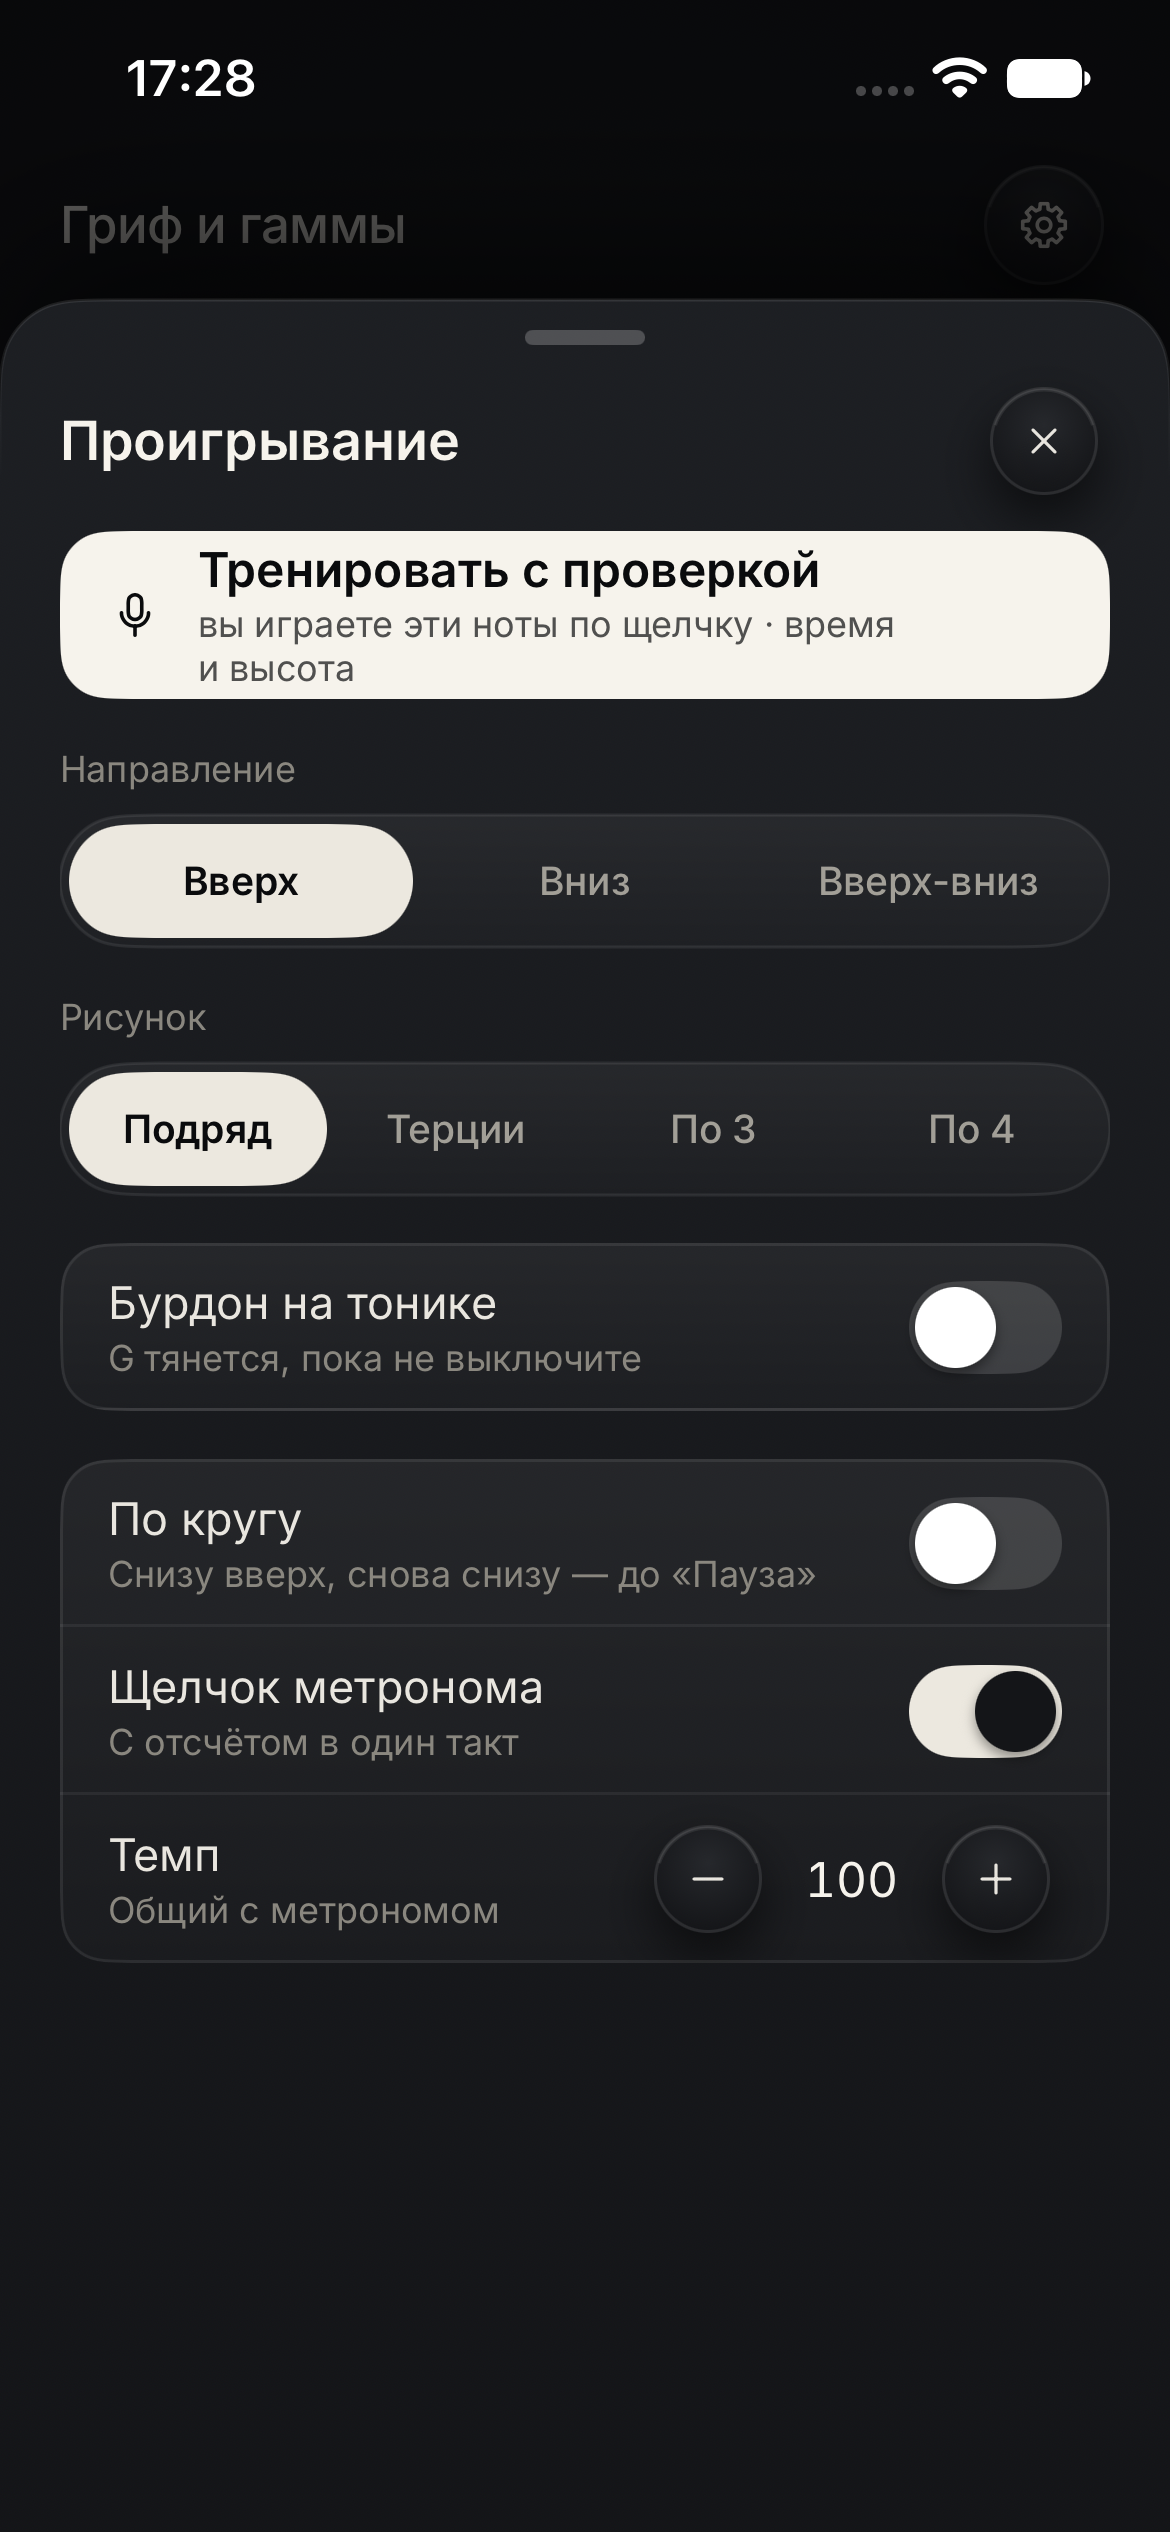 17:28
Гриф и гаммы
Проигрывание
Тренировать с проверкой
вы играете эти ноты по щелчку · время
и высота
Направление
Вверх Вниз Вверх-вниз
Рисунок
Подряд Терции По 3 По 4
Бурдон на тонике
G тянется, пока не выключите
По кругу
Снизу вверх, снова снизу — до «Пауза»
Щелчок метронома
С отсчётом в один такт
Темп
Общий с метрономом
100